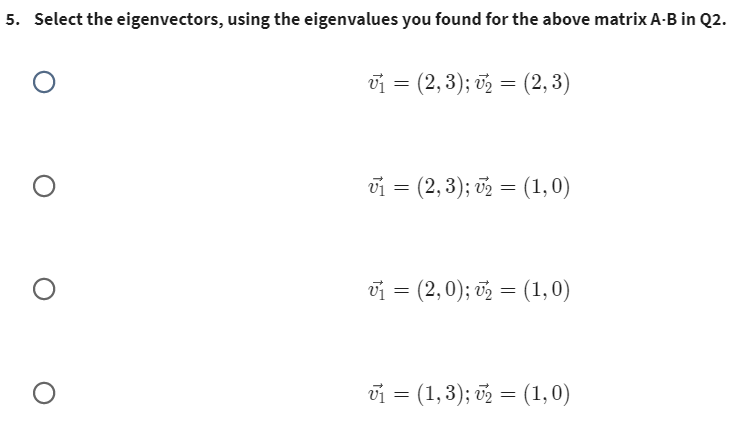 5. Select the eigenvectors, using the eigenvalues you found for the above matrix A·B in Q2.
v⃗₁ = (2, 3); v⃗₂ = (2, 3)
v⃗₁ = (2, 3); v⃗₂ = (1, 0)
v⃗₁ = (2, 0); v⃗₂ = (1, 0)
v⃗₁ = (1, 3); v⃗₂ = (1, 0)